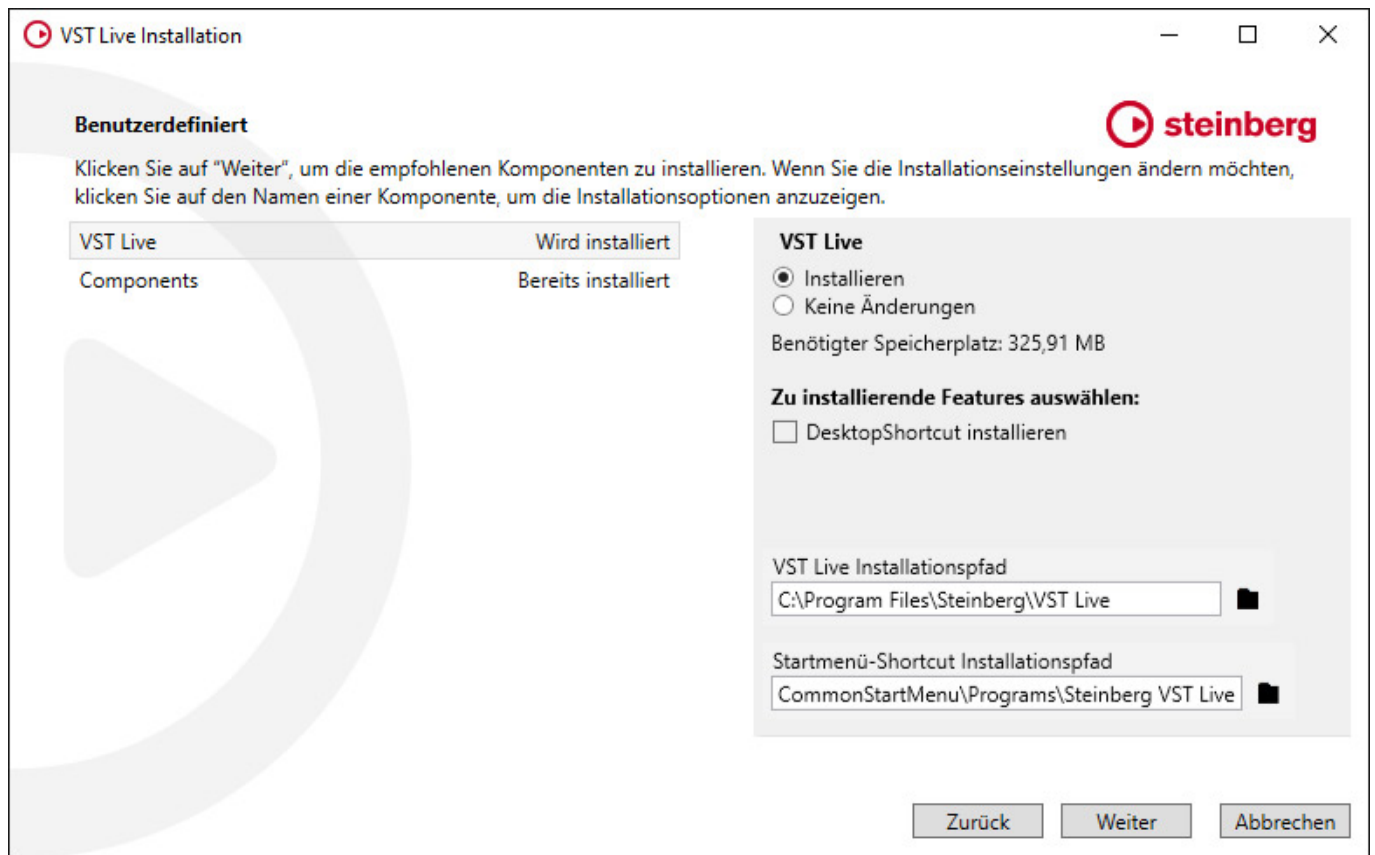 VST Live Installation
Benutzerdefiniert
steinberg
Klicken Sie auf “Weiter“, um die empfohlenen Komponenten zu installieren. Wenn Sie die Installationseinstellungen ändern möchten,
klicken Sie auf den Namen einer Komponente, um die Installationsoptionen anzuzeigen.
VST Live Wird installiert
Components Bereits installiert
VST Live
Installieren
Keine Änderungen
Benötigter Speicherplatz: 325,91 MB
Zu installierende Features auswählen:
DesktopShortcut installieren
VST Live Installationspfad
C:\Program Files\Steinberg\VST Live
Startmenü-Shortcut Installationspfad
CommonStartMenu\Programs\Steinberg VST Live
Zurück Weiter Abbrechen